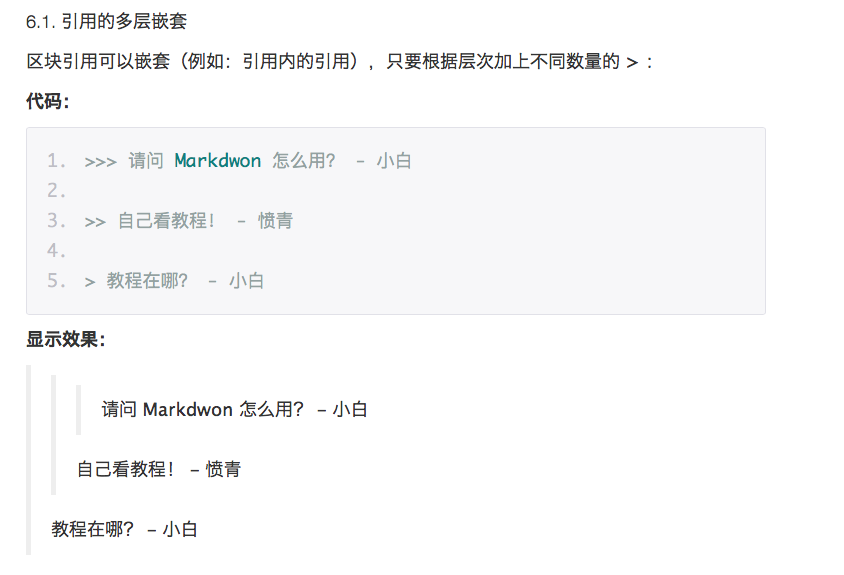 6.1. 引用的多层嵌套
区块引用可以嵌套（例如：引用内的引用），只要根据层次加上不同数量的 > ：
代码：
1. >>> 请问 Markdwon 怎么用？ - 小白
2.
3. >> 自己看教程！ - 愤青
4.
5. > 教程在哪？ - 小白
显示效果：
请问 Markdwon 怎么用？ - 小白
自己看教程！ - 愤青
教程在哪？ - 小白